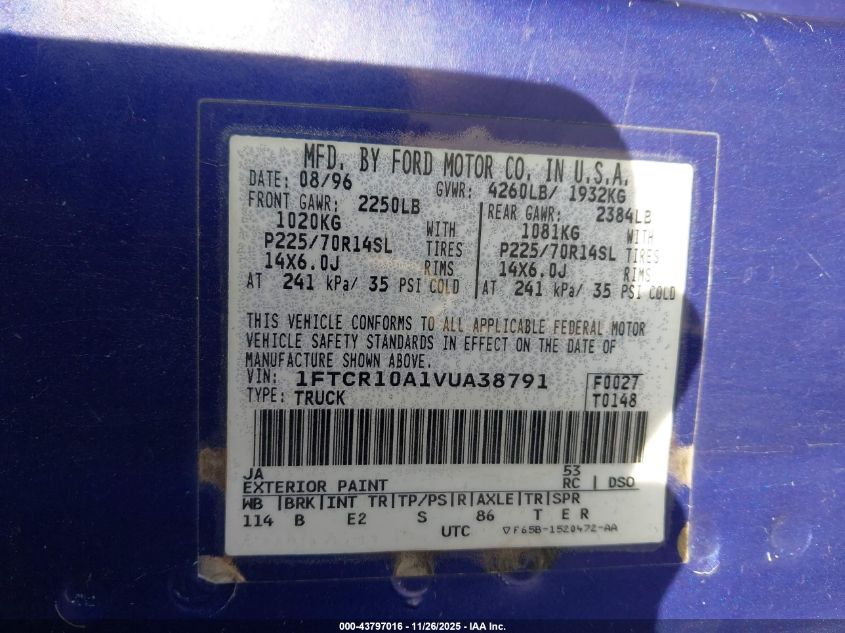 MFD. BY FORD MOTOR CO. IN U.S.A.
DATE: 08/96 GVWR: 4260LB/ 1932KG
FRONT GAWR: 2250LB REAR GAWR: 2384LB
1020KG WITH 1081KG WITH
P225/70R14SL TIRES P225/70R14SL TIRES
14X6.0J RIMS 14X6.0J RIMS
AT 241 kPa/ 35 PSI COLD AT 241 kPa/ 35 PSI COLD
THIS VEHICLE CONFORMS TO ALL APPLICABLE FEDERAL MOTOR
VEHICLE SAFETY STANDARDS IN EFFECT ON THE DATE OF
MANUFACTURE SHOWN ABOVE.
VIN: 1FTCR10A1VUA38791 F0027
TYPE: TRUCK T0148
JA 53
EXTERIOR PAINT RC | DSO
WB |BRK|INT TR|TP/PS|R|AXLE|TR|SPR
114 B E2 S 86 T E R
UTC ▽F65B-1520472-AA
000-43797016 - 11/26/2025 - IAA Inc.